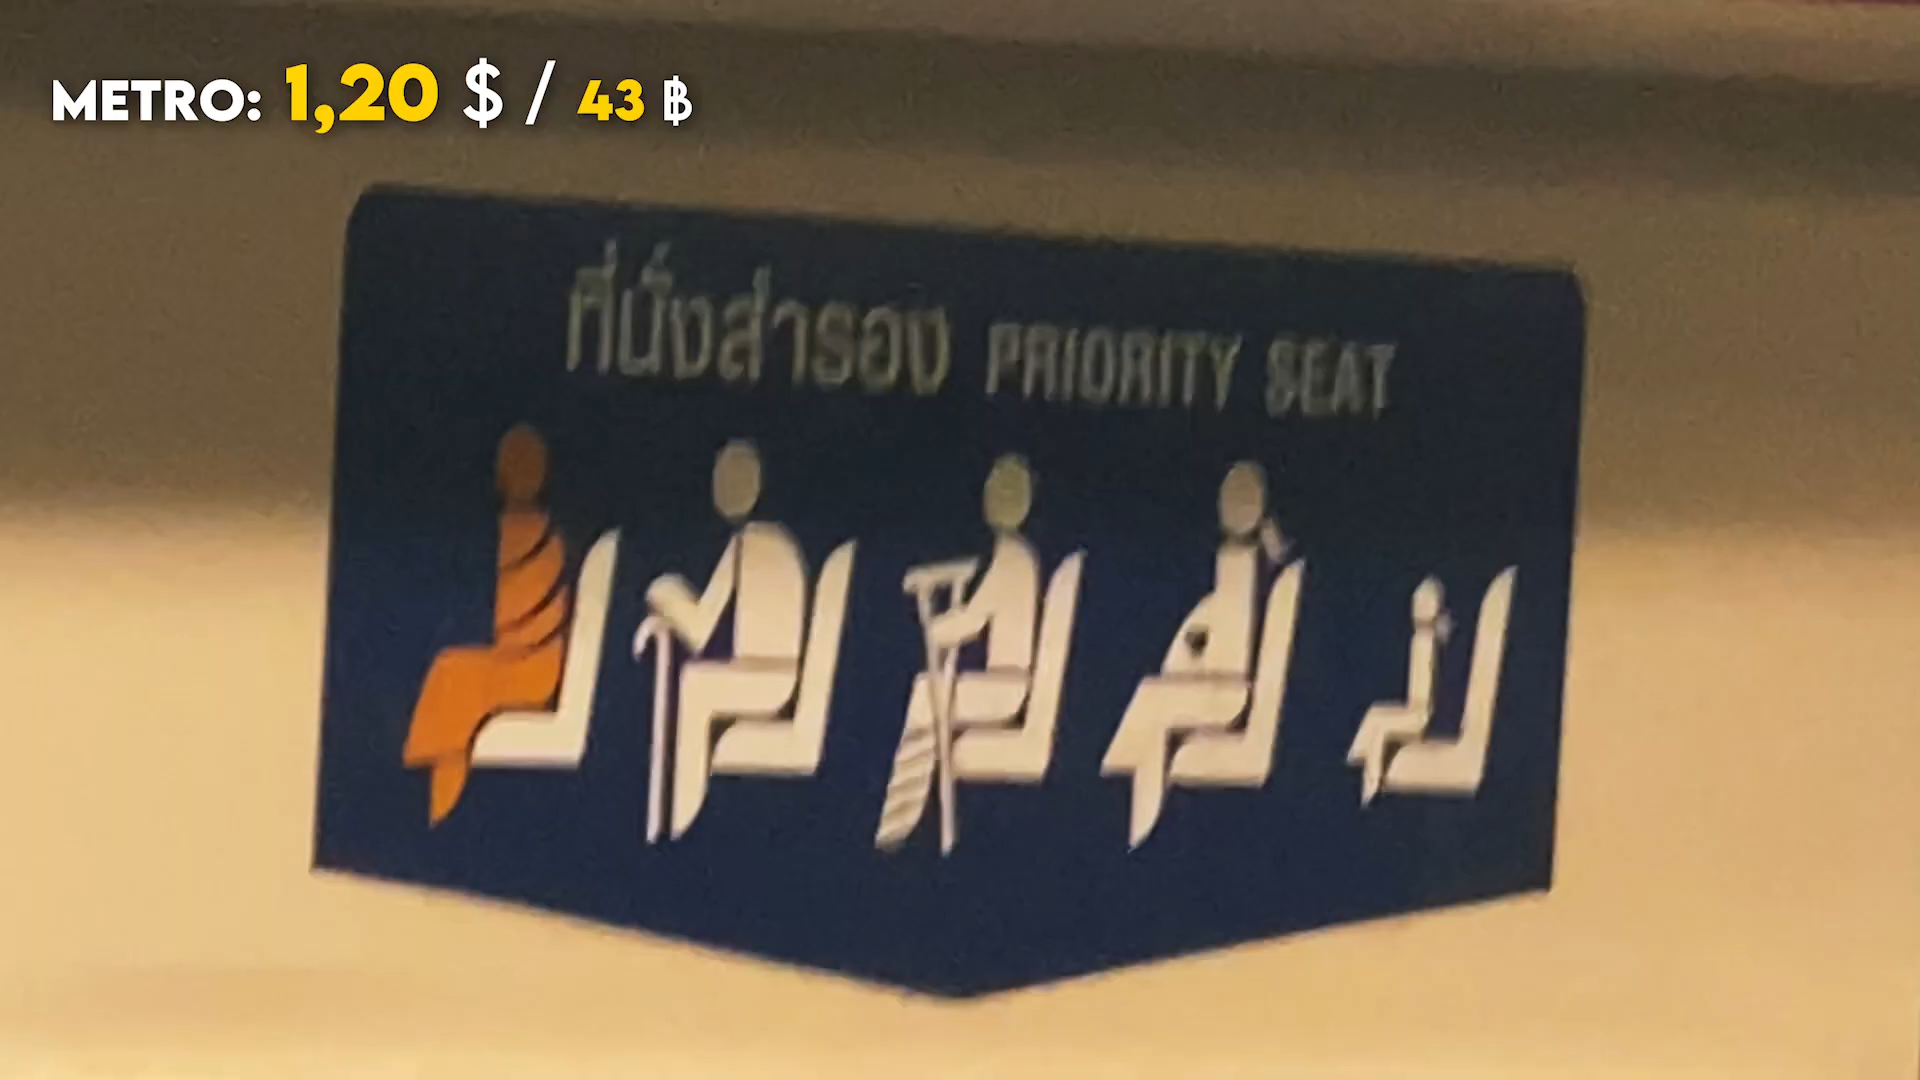 METRO: 1,20 $ / 43 ฿
ที่นั่งสำรอง PRIORITY SEAT